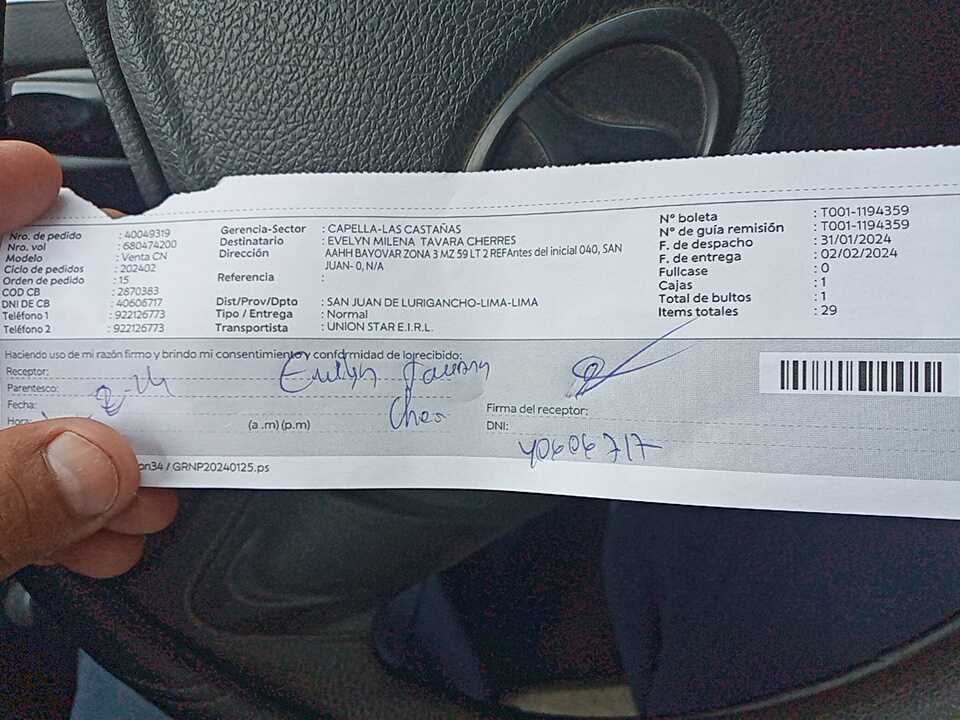 Nro. de pedido : 40049319
Nro. vol : 680474200
Modelo : Venta CN
Ciclo de pedidos : 202402
Orden de pedido : 15
COD CB : 2870383
DNI DE CB : 40606717
Teléfono 1 : 922126773
Teléfono 2 : 922126773
Gerencia-Sector : CAPELLA-LAS CASTAÑAS
Destinatario : EVELYN MILENA TAVARA CHERRES
Dirección : AAHH BAYOVAR ZONA 3 MZ 59 LT 2 REFAntes del inicial 040, SAN
JUAN- 0, N/A
Referencia :
Dist/Prov/Dpto : SAN JUAN DE LURIGANCHO-LIMA-LIMA
Tipo / Entrega : Normal
Transportista : UNION STAR E.I.R.L.
N° boleta : T001-1194359
N° de guía remisión : T001-1194359
F. de despacho : 31/01/2024
F. de entrega : 02/02/2024
Fullcase : 0
Cajas : 1
Total de bultos : 1
Items totales : 29
Haciendo uso de mi razón firmo y brindo mi consentimiento y conformidad de lo recibido:
Receptor: Evelyn Tavara
Parentesco:
Fecha:
Hora: (a.m) (p.m)
Firma del receptor:
DNI: 40606717
on34 / GRNP20240125.ps